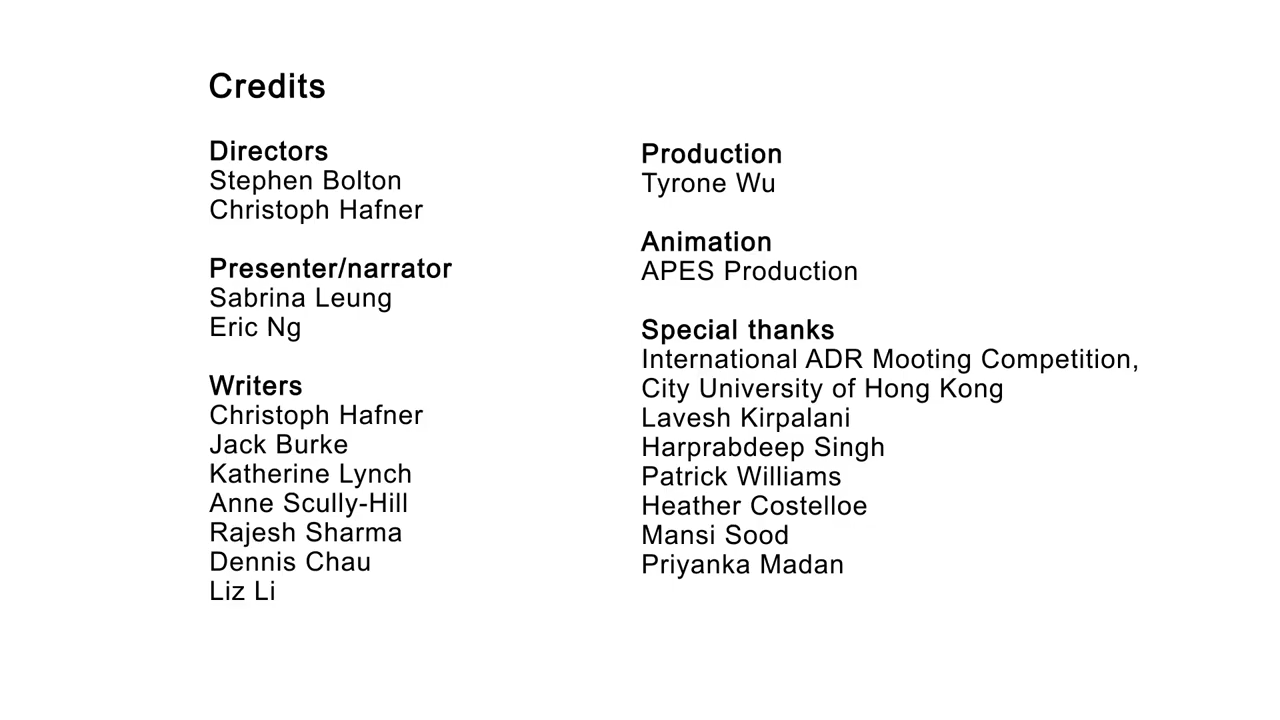 Credits
Directors
Stephen Bolton
Christoph Hafner
Presenter/narrator
Sabrina Leung
Eric Ng
Writers
Christoph Hafner
Jack Burke
Katherine Lynch
Anne Scully-Hill
Rajesh Sharma
Dennis Chau
Liz Li
Production
Tyrone Wu
Animation
APES Production
Special thanks
International ADR Mooting Competition,
City University of Hong Kong
Lavesh Kirpalani
Harprabdeep Singh
Patrick Williams
Heather Costelloe
Mansi Sood
Priyanka Madan